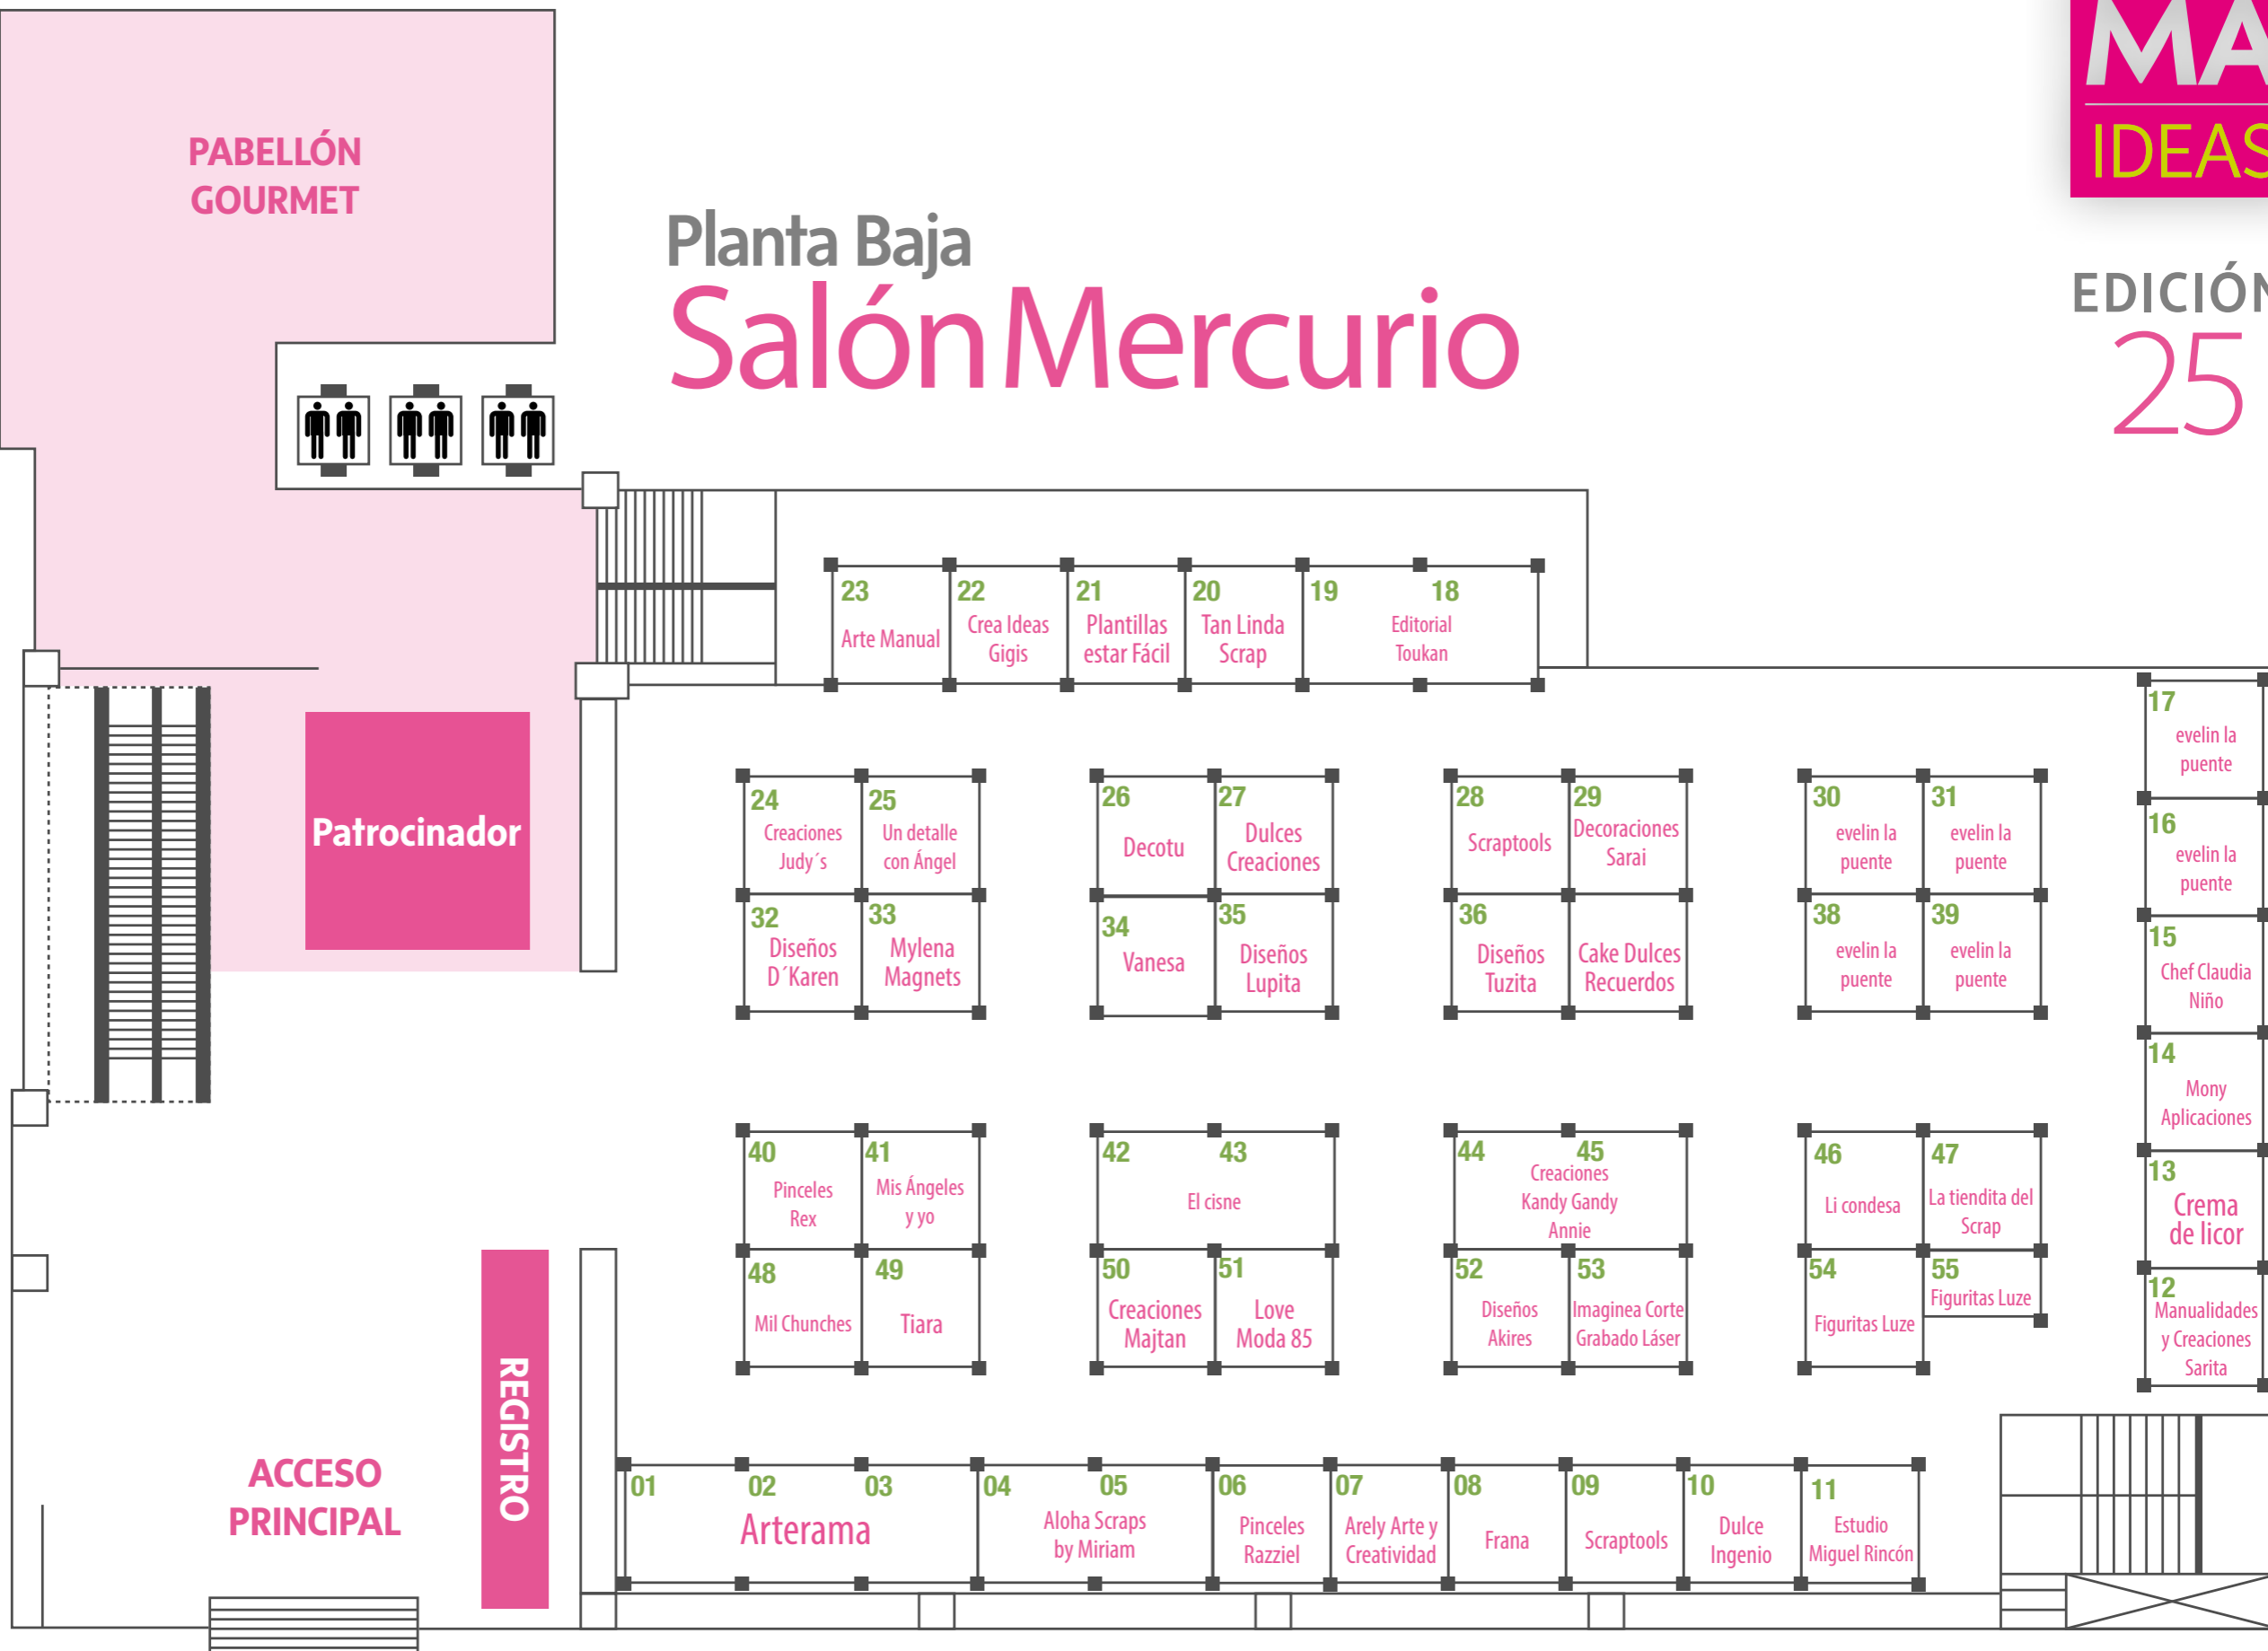 PABELLÓN
GOURMET
MA
IDEAS
Planta Baja
Salón Mercurio
EDICIÓN
25
23
Arte Manual
22
Crea Ideas
Gigis
21
Plantillas
estar Fácil
20
Tan Linda
Scrap
19 18
Editorial
Toukan
17
evelin la
puente
16
evelin la
puente
15
Chef Claudia
Niño
14
Mony
Aplicaciones
13
Crema
de licor
12
Manualidades
y Creaciones
Sarita
Patrocinador
24
Creaciones
Judy´s
25
Un detalle
con Ángel
26
Decotu
27
Dulces
Creaciones
28
Scraptools
29
Decoraciones
Sarai
30
evelin la
puente
31
evelin la
puente
32
Diseños
D´Karen
33
Mylena
Magnets
34
Vanesa
35
Diseños
Lupita
36
Diseños
Tuzita
Cake Dulces
Recuerdos
38
evelin la
puente
39
evelin la
puente
40
Pinceles
Rex
41
Mis Ángeles
y yo
42 43
El cisne
44 45
Creaciones
Kandy Gandy
Annie
46
Li condesa
47
La tiendita del
Scrap
48
Mil Chunches
49
Tiara
50
Creaciones
Majtan
51
Love
Moda 85
52
Diseños
Akires
53
Imaginea Corte
Grabado Láser
54
Figuritas Luze
55
Figuritas Luze
REGISTRO
ACCESO
PRINCIPAL
01 02 03
Arterama
04 05
Aloha Scraps
by Miriam
06
Pinceles
Razziel
07
Arely Arte y
Creatividad
08
Frana
09
Scraptools
10
Dulce
Ingenio
11
Estudio
Miguel Rincón